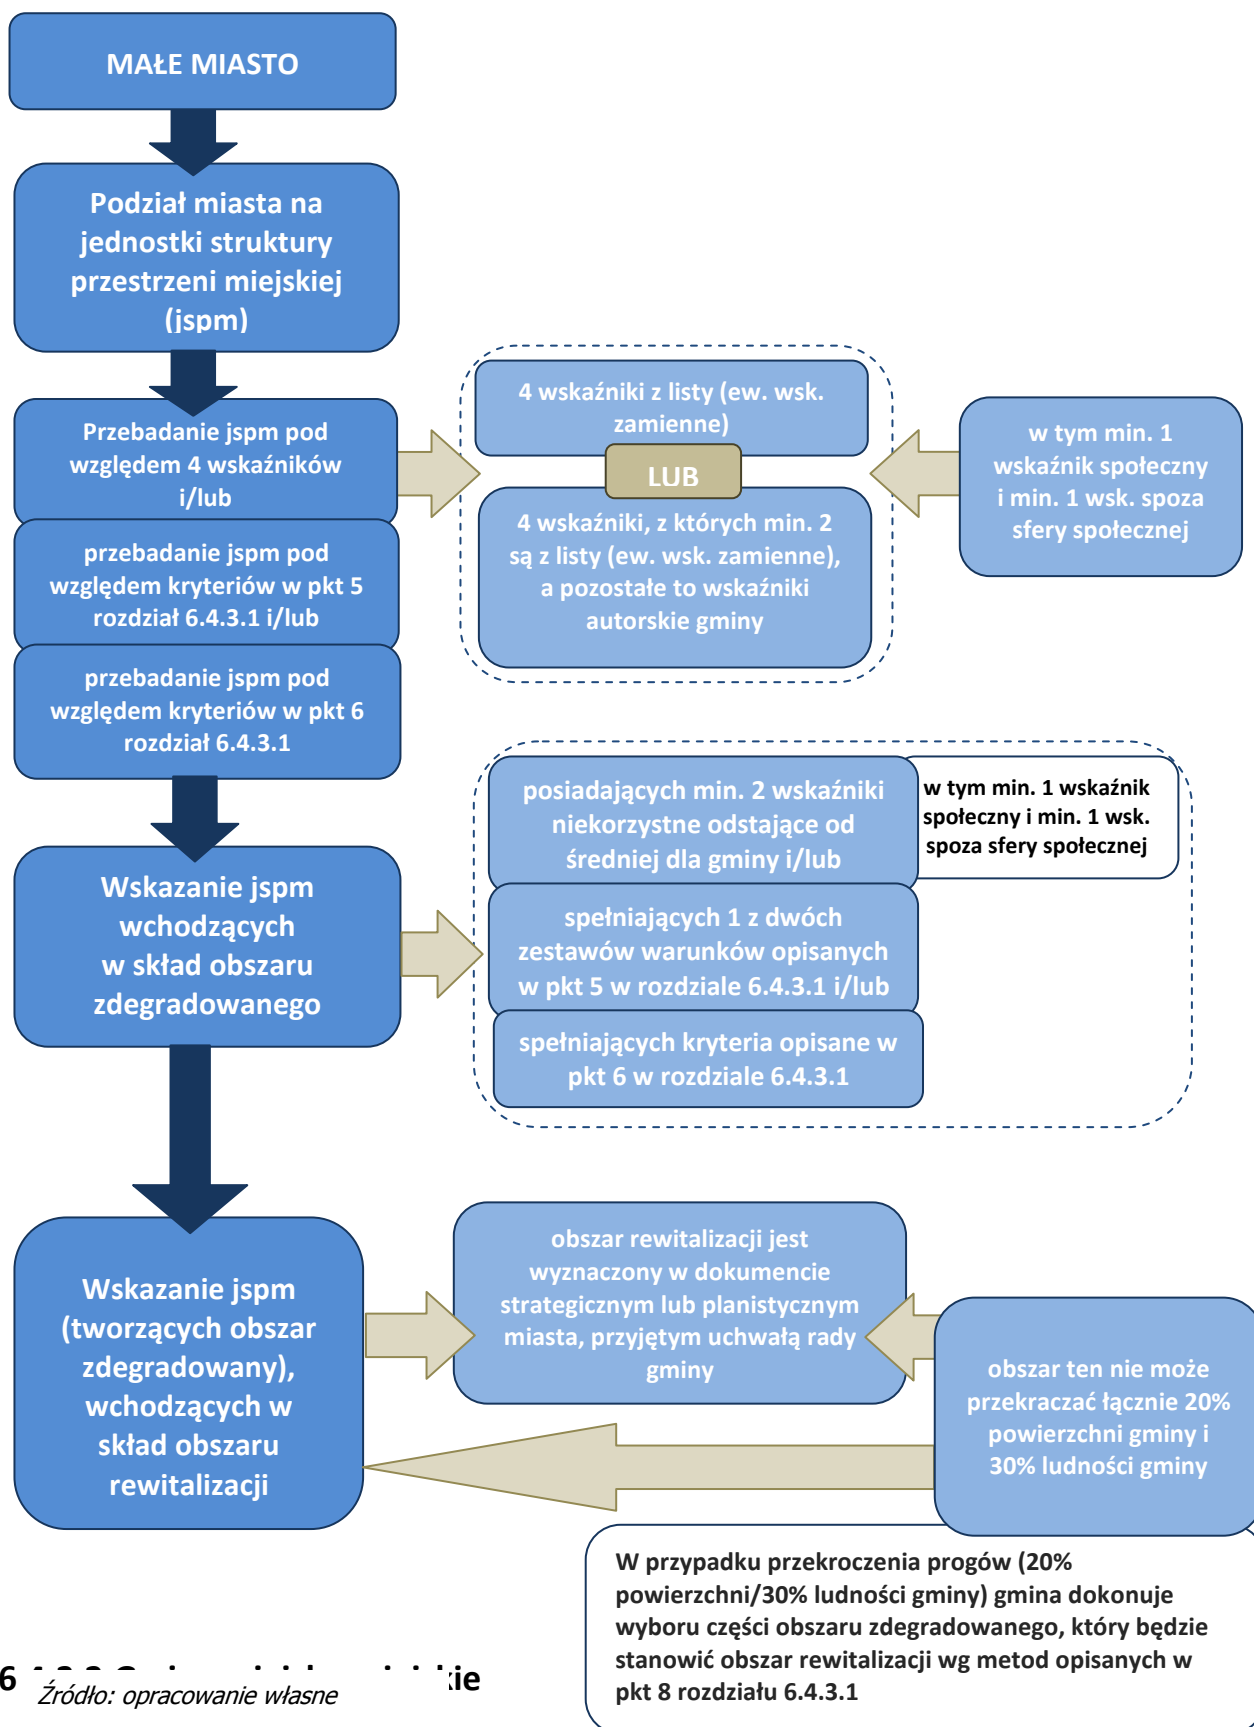 MAŁE MIASTO
Podział miasta na
jednostki struktury
przestrzeni miejskiej
(jspm)
Przebadanie jspm pod
względem 4 wskaźników
i/lub
przebadanie jspm pod
względem kryteriów w pkt 5
rozdział 6.4.3.1 i/lub
przebadanie jspm pod
względem kryteriów w pkt 6
rozdział 6.4.3.1
4 wskaźniki z listy (ew. wsk.
zamienne)
LUB
4 wskaźniki, z których min. 2
są z listy (ew. wsk. zamienne),
a pozostałe to wskaźniki
autorskie gminy
w tym min. 1
wskaźnik społeczny
i min. 1 wsk. spoza
sfery społecznej
Wskazanie jspm
wchodzących
w skład obszaru
zdegradowanego
posiadających min. 2 wskaźniki
niekorzystne odstające od
średniej dla gminy i/lub
w tym min. 1 wskaźnik
społeczny i min. 1 wsk.
spoza sfery społecznej
spełniających 1 z dwóch
zestawów warunków opisanych
w pkt 5 w rozdziale 6.4.3.1 i/lub
spełniających kryteria opisane w
pkt 6 w rozdziale 6.4.3.1
Wskazanie jspm
(tworzących obszar
zdegradowany),
wchodzących w
skład obszaru
rewitalizacji
obszar rewitalizacji jest
wyznaczony w dokumencie
strategicznym lub planistycznym
miasta, przyjętym uchwałą rady
gminy
obszar ten nie może
przekraczać łącznie 20%
powierzchni gminy i
30% ludności gminy
W przypadku przekroczenia progów (20%
powierzchni/30% ludności gminy) gmina dokonuje
wyboru części obszaru zdegradowanego, który będzie
stanowić obszar rewitalizacji wg metod opisanych w
pkt 8 rozdziału 6.4.3.1
Źródło: opracowanie własne